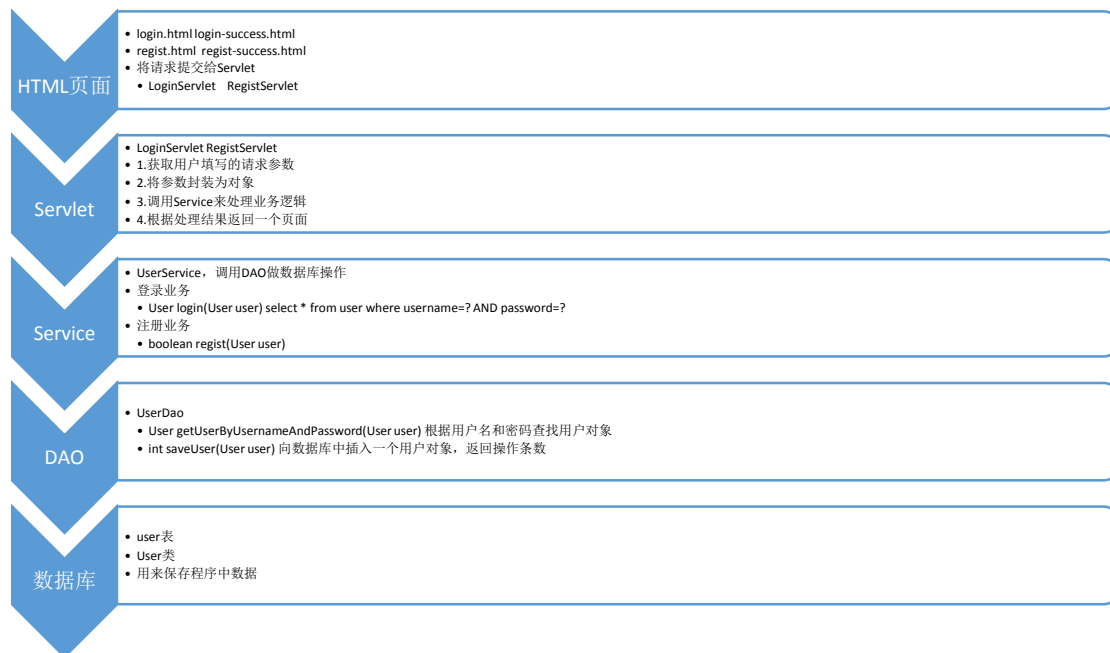 HTML页面
• login.html login-success.html
• regist.html regist-success.html
• 将请求提交给Servlet
• LoginServlet RegistServlet
Servlet
• LoginServlet RegistServlet
• 1.获取用户填写的请求参数
• 2.将参数封装为对象
• 3.调用Service来处理业务逻辑
• 4.根据处理结果返回一个页面
Service
• UserService，调用DAO做数据库操作
• 登录业务
• User login(User user) select * from user where username=? AND password=?
• 注册业务
• boolean regist(User user)
DAO
• UserDao
• User getUserByUsernameAndPassword(User user) 根据用户名和密码查找用户对象
• int saveUser(User user) 向数据库中插入一个用户对象，返回操作条数
数据库
• user表
• User类
• 用来保存程序中数据